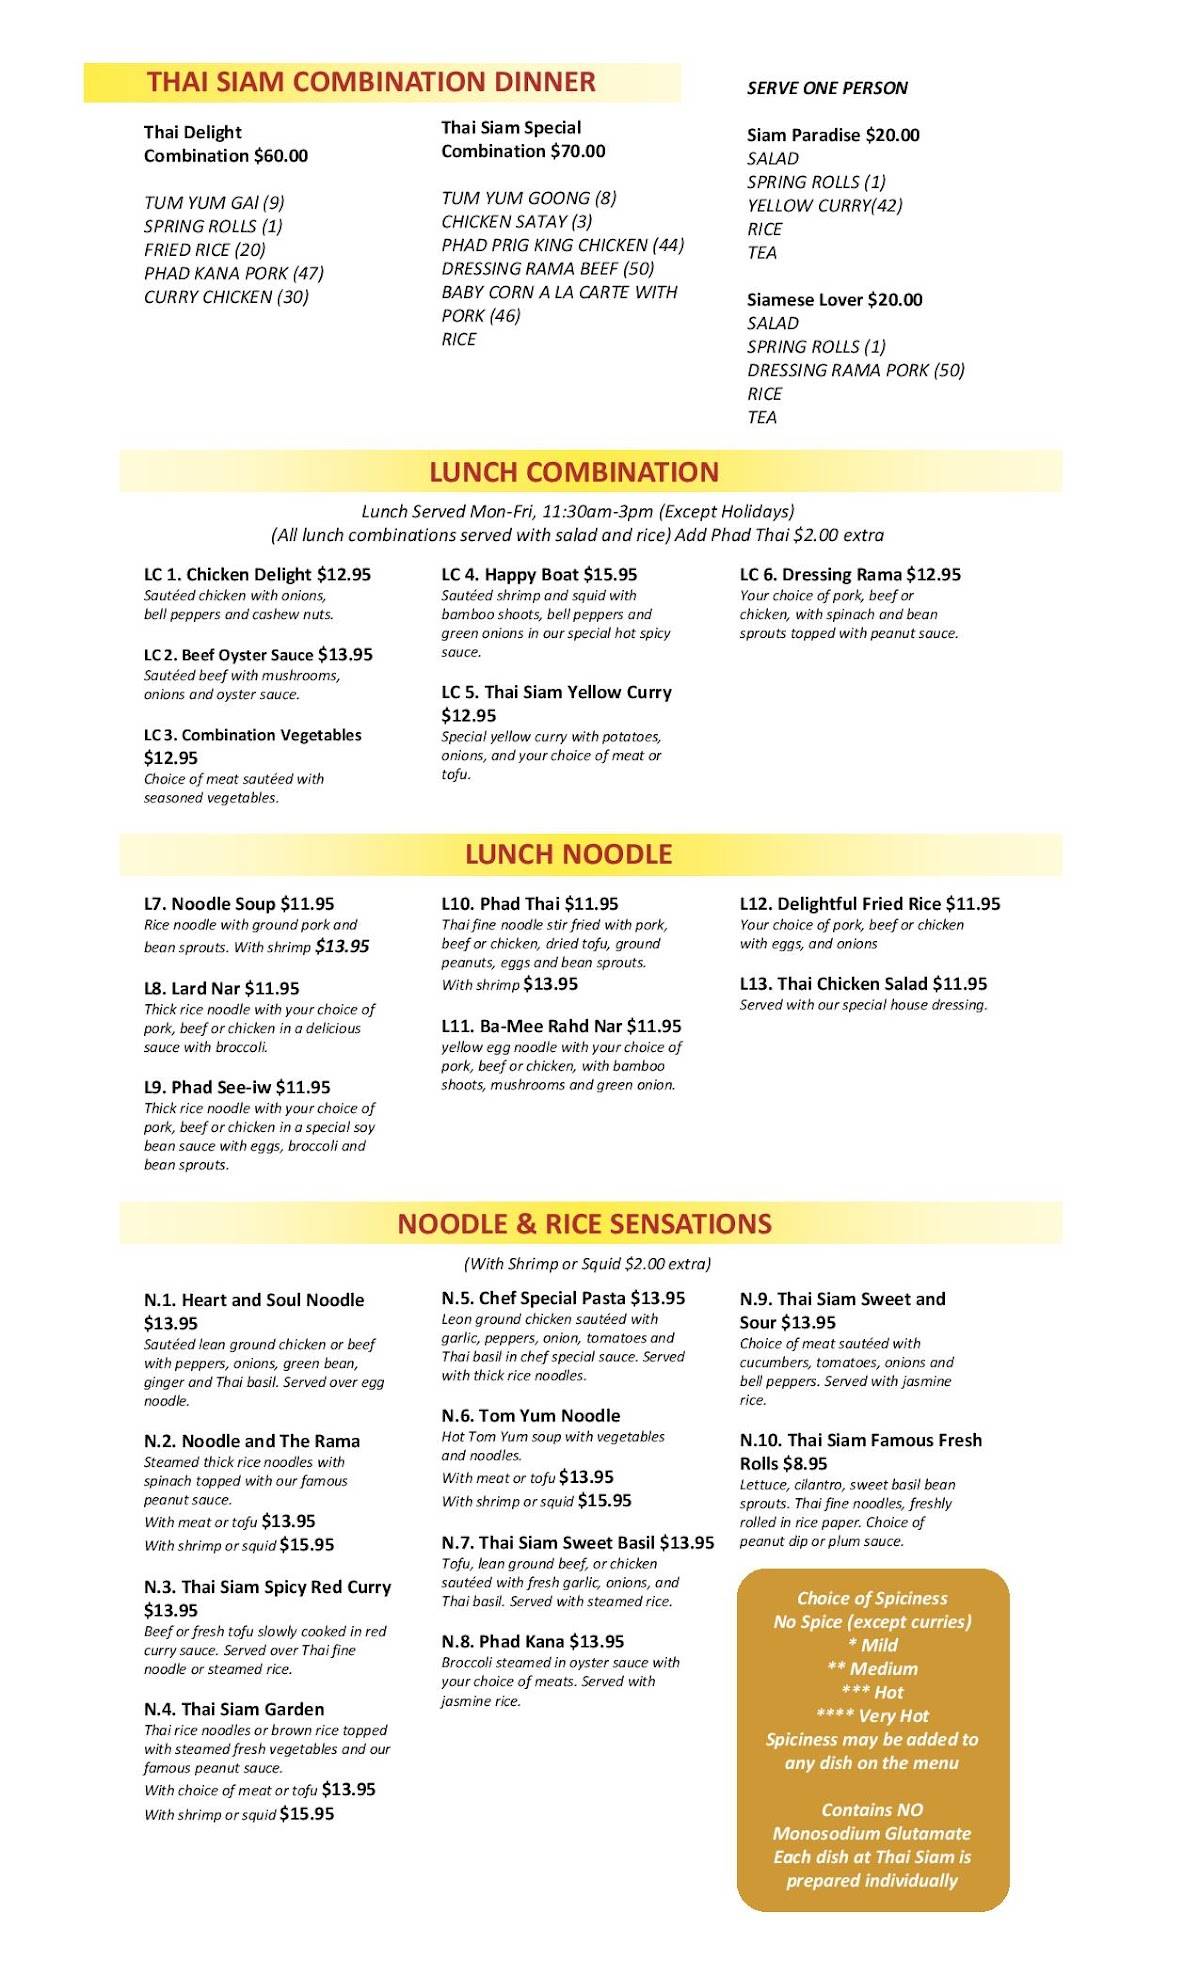 THAI SIAM COMBINATION DINNER
Thai Delight
Combination $60.00
TUM YUM GAI (9)
SPRING ROLLS (1)
FRIED RICE (20)
PHAD KANA PORK (47)
CURRY CHICKEN (30)
Thai Siam Special
Combination $70.00
TUM YUM GOONG (8)
CHICKEN SATAY (3)
PHAD PRIG KING CHICKEN (44)
DRESSING RAMA BEEF (50)
BABY CORN A LA CARTE WITH
PORK (46)
RICE
SERVE ONE PERSON
Siam Paradise $20.00
SALAD
SPRING ROLLS (1)
YELLOW CURRY(42)
RICE
TEA
Siamese Lover $20.00
SALAD
SPRING ROLLS (1)
DRESSING RAMA PORK (50)
RICE
TEA
LUNCH COMBINATION
Lunch Served Mon-Fri, 11:30am-3pm (Except Holidays)
(All lunch combinations served with salad and rice) Add Phad Thai $2.00 extra
LC 1. Chicken Delight $12.95
Sautéed chicken with onions,
bell peppers and cashew nuts.
LC 2. Beef Oyster Sauce $13.95
Sautéed beef with mushrooms,
onions and oyster sauce.
LC 3. Combination Vegetables
$12.95
Choice of meat sautéed with
seasoned vegetables.
LC 4. Happy Boat $15.95
Sautéed shrimp and squid with
bamboo shoots, bell peppers and
green onions in our special hot spicy
sauce.
LC 5. Thai Siam Yellow Curry
$12.95
Special yellow curry with potatoes,
onions, and your choice of meat or
tofu.
LC 6. Dressing Rama $12.95
Your choice of pork, beef or
chicken, with spinach and bean
sprouts topped with peanut sauce.
LUNCH NOODLE
L7. Noodle Soup $11.95
Rice noodle with ground pork and
bean sprouts. With shrimp $13.95
L8. Lard Nar $11.95
Thick rice noodle with your choice of
pork, beef or chicken in a delicious
sauce with broccoli.
L9. Phad See-iw $11.95
Thick rice noodle with your choice of
pork, beef or chicken in a special soy
bean sauce with eggs, broccoli and
bean sprouts.
L10. Phad Thai $11.95
Thai fine noodle stir fried with pork,
beef or chicken, dried tofu, ground
peanuts, eggs and bean sprouts.
With shrimp $13.95
L11. Ba-Mee Rahd Nar $11.95
yellow egg noodle with your choice of
pork, beef or chicken, with bamboo
shoots, mushrooms and green onion.
L12. Delightful Fried Rice $11.95
Your choice of pork, beef or chicken
with eggs, and onions
L13. Thai Chicken Salad $11.95
Served with our special house dressing.
NOODLE & RICE SENSATIONS
(With Shrimp or Squid $2.00 extra)
N.1. Heart and Soul Noodle
$13.95
Sautéed lean ground chicken or beef
with peppers, onions, green bean,
ginger and Thai basil. Served over egg
noodle.
N.2. Noodle and The Rama
Steamed thick rice noodles with
spinach topped with our famous
peanut sauce.
With meat or tofu $13.95
With shrimp or squid $15.95
N.3. Thai Siam Spicy Red Curry
$13.95
Beef or fresh tofu slowly cooked in red
curry sauce. Served over Thai fine
noodle or steamed rice.
N.4. Thai Siam Garden
Thai rice noodles or brown rice topped
with steamed fresh vegetables and our
famous peanut sauce.
With choice of meat or tofu $13.95
With shrimp or squid $15.95
N.5. Chef Special Pasta $13.95
Leon ground chicken sautéed with
garlic, peppers, onion, tomatoes and
Thai basil in chef special sauce. Served
with thick rice noodles.
N.6. Tom Yum Noodle
Hot Tom Yum soup with vegetables
and noodles.
With meat or tofu $13.95
With shrimp or squid $15.95
N.7. Thai Siam Sweet Basil $13.95
Tofu, lean ground beef, or chicken
sautéed with fresh garlic, onions, and
Thai basil. Served with steamed rice.
N.8. Phad Kana $13.95
Broccoli steamed in oyster sauce with
your choice of meats. Served with
jasmine rice.
N.9. Thai Siam Sweet and
Sour $13.95
Choice of meat sautéed with
cucumbers, tomatoes, onions and
bell peppers. Served with jasmine
rice.
N.10. Thai Siam Famous Fresh
Rolls $8.95
Lettuce, cilantro, sweet basil bean
sprouts. Thai fine noodles, freshly
rolled in rice paper. Choice of
peanut dip or plum sauce.
Choice of Spiciness
No Spice (except curries)
* Mild
** Medium
*** Hot
**** Very Hot
Spiciness may be added to
any dish on the menu
Contains NO
Monosodium Glutamate
Each dish at Thai Siam is
prepared individually